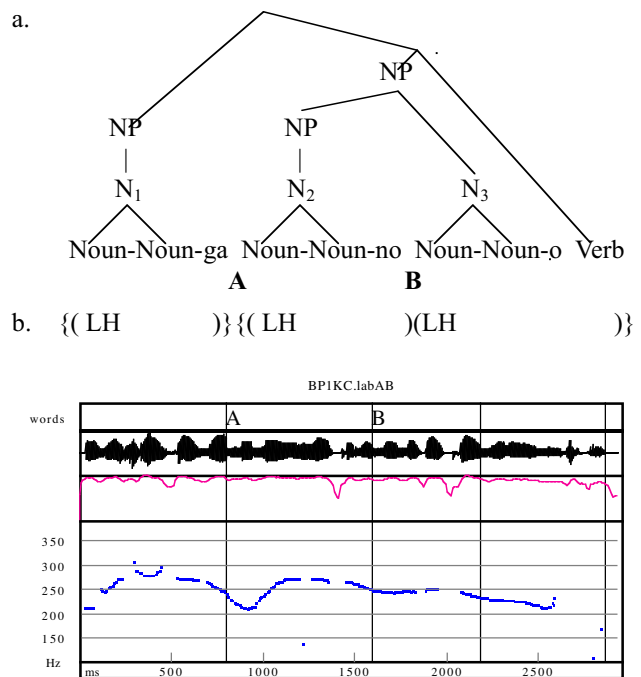 a.
NP
NP NP
N₁ N₂ N₃
Noun-Noun-ga Noun-Noun-no Noun-Noun-o Verb
A B
b. {( LH )}{( LH )(LH )}
BP1KC.labAB
words A B
350
300
250
200
150
Hz ms 500 1000 1500 2000 2500